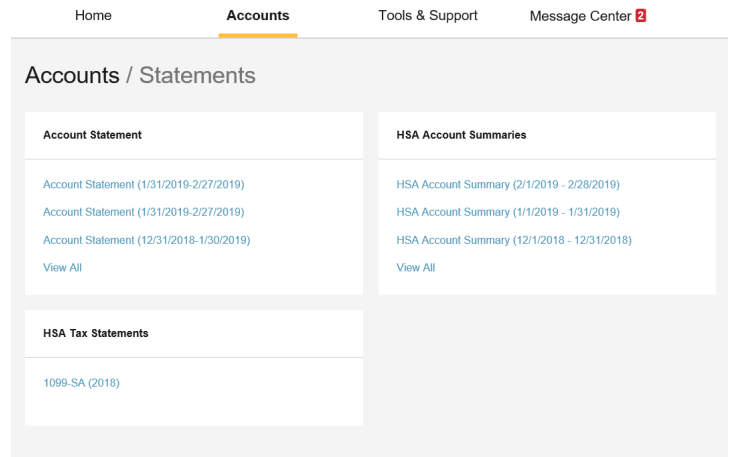 Home Accounts Tools & Support Message Center 2
Accounts / Statements
Account Statement
Account Statement (1/31/2019-2/27/2019)
Account Statement (1/31/2019-2/27/2019)
Account Statement (12/31/2018-1/30/2019)
View All
HSA Account Summaries
HSA Account Summary (2/1/2019 - 2/28/2019)
HSA Account Summary (1/1/2019 - 1/31/2019)
HSA Account Summary (12/1/2018 - 12/31/2018)
View All
HSA Tax Statements
1099-SA (2018)